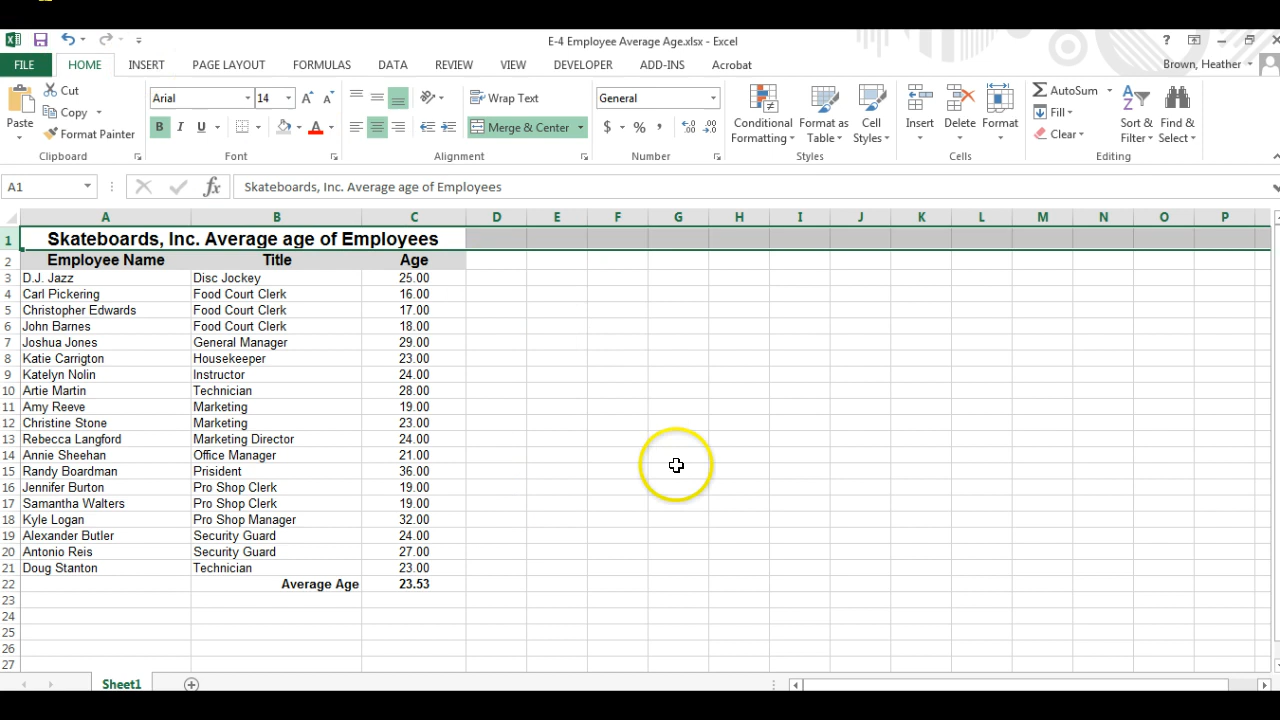 E-4 Employee Average Age.xlsx - Excel
FILE HOME INSERT PAGE LAYOUT FORMULAS DATA REVIEW VIEW DEVELOPER ADD-INS Acrobat Brown, Heather
Paste Cut Copy Format Painter Clipboard
Arial 14 B I U A Font
Wrap Text Merge & Center Alignment
General $ % , Number
Conditional Formatting Format as Table Cell Styles Styles
Insert Delete Format Cells
AutoSum Fill Clear Sort & Filter Find & Select Editing
A1 fx Skateboards, Inc. Average age of Employees
A B C D E F G H I J K L M N O P
1 Skateboards, Inc. Average age of Employees
2 Employee Name Title Age
3 D.J. Jazz Disc Jockey 25.00
4 Carl Pickering Food Court Clerk 16.00
5 Christopher Edwards Food Court Clerk 17.00
6 John Barnes Food Court Clerk 18.00
7 Joshua Jones General Manager 29.00
8 Katie Carrigton Housekeeper 23.00
9 Katelyn Nolin Instructor 24.00
10 Artie Martin Technician 28.00
11 Amy Reeve Marketing 19.00
12 Christine Stone Marketing 23.00
13 Rebecca Langford Marketing Director 24.00
14 Annie Sheehan Office Manager 21.00
15 Randy Boardman Prisident 36.00
16 Jennifer Burton Pro Shop Clerk 19.00
17 Samantha Walters Pro Shop Clerk 19.00
18 Kyle Logan Pro Shop Manager 32.00
19 Alexander Butler Security Guard 24.00
20 Antonio Reis Security Guard 27.00
21 Doug Stanton Technician 23.00
22 Average Age 23.53
23
24
25
26
27
Sheet1